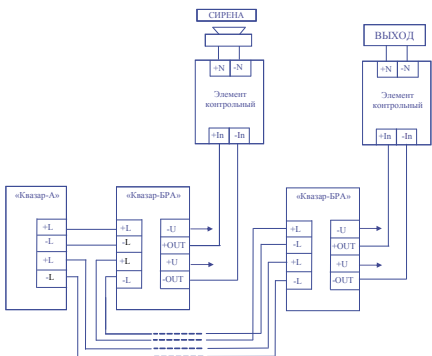 СИРЕНА
+N -N
Элемент
контрольный
+In -In
ВЫХОД
+N -N
Элемент
контрольный
+In -In
«Квазар-А»
+L
-L
+L
-L
«Квазар-БРА»
+L
-L
+L
-L
-U
+OUT
+U
-OUT
«Квазар-БРА»
+L
-L
+L
-L
-U
+OUT
+U
-OUT